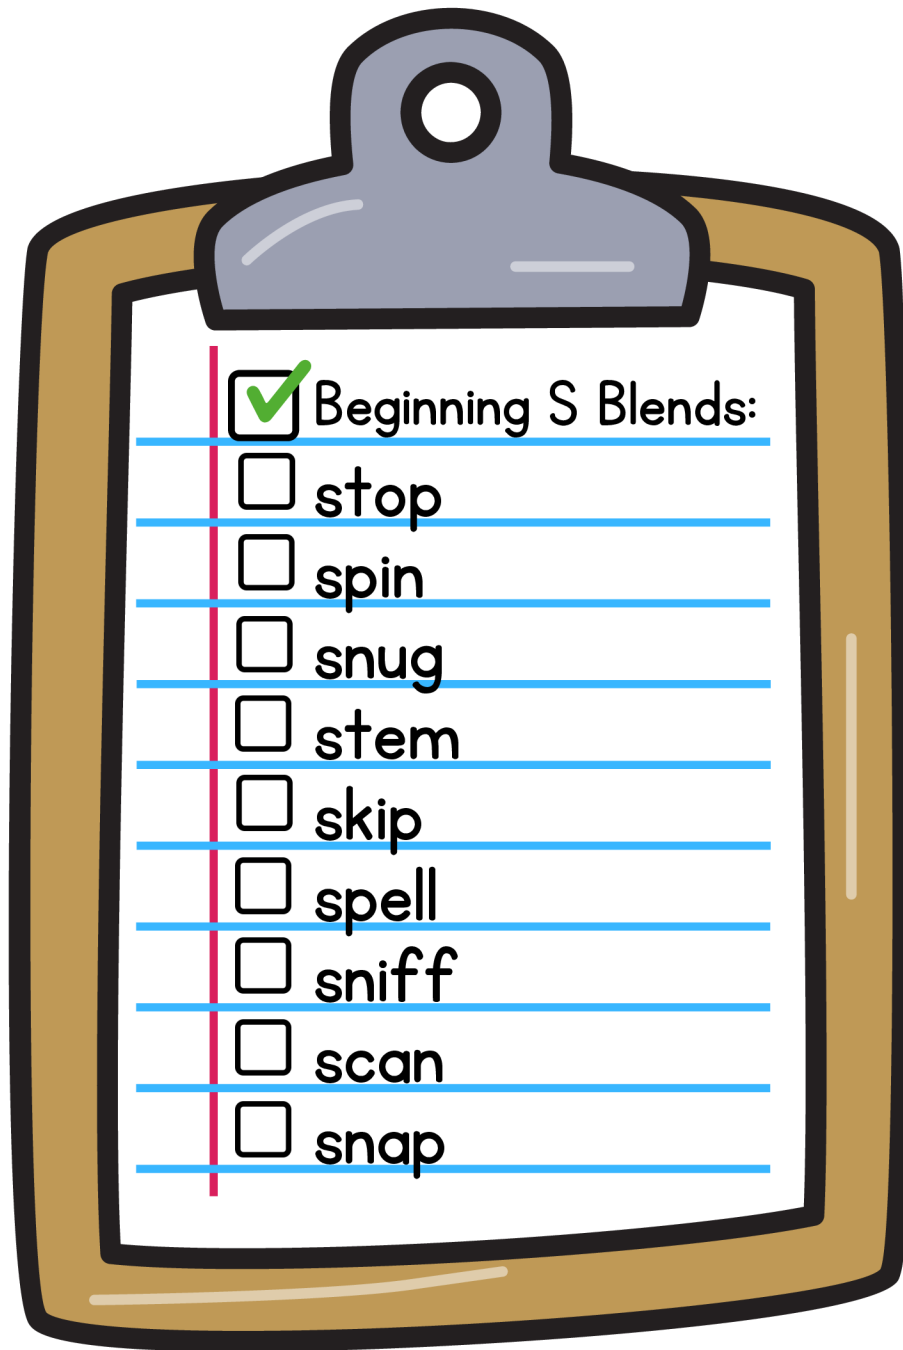 Beginning S Blends:
stop
spin
snug
stem
skip
spell
sniff
scan
snap